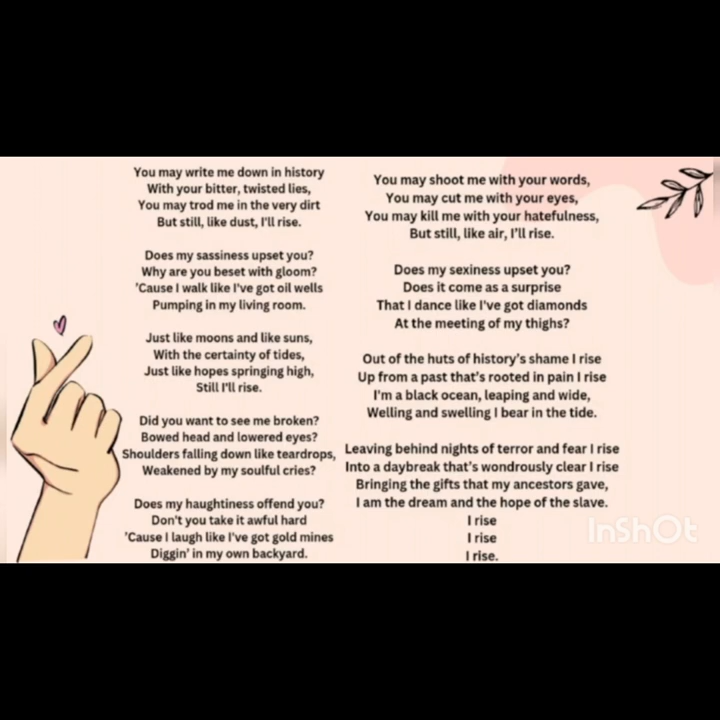 You may write me down in history
With your bitter, twisted lies,
You may trod me in the very dirt
But still, like dust, I'll rise.
Does my sassiness upset you?
Why are you beset with gloom?
'Cause I walk like I've got oil wells
Pumping in my living room.
Just like moons and like suns,
With the certainty of tides,
Just like hopes springing high,
Still I'll rise.
Did you want to see me broken?
Bowed head and lowered eyes?
Shoulders falling down like teardrops,
Weakened by my soulful cries?
Does my haughtiness offend you?
Don't you take it awful hard
'Cause I laugh like I've got gold mines
Diggin' in my own backyard.
You may shoot me with your words,
You may cut me with your eyes,
You may kill me with your hatefulness,
But still, like air, I'll rise.
Does my sexiness upset you?
Does it come as a surprise
That I dance like I've got diamonds
At the meeting of my thighs?
Out of the huts of history's shame I rise
Up from a past that's rooted in pain I rise
I'm a black ocean, leaping and wide,
Welling and swelling I bear in the tide.
Leaving behind nights of terror and fear I rise
Into a daybreak that's wondrously clear I rise
Bringing the gifts that my ancestors gave,
I am the dream and the hope of the slave.
I rise
I rise
I rise.
InShOt